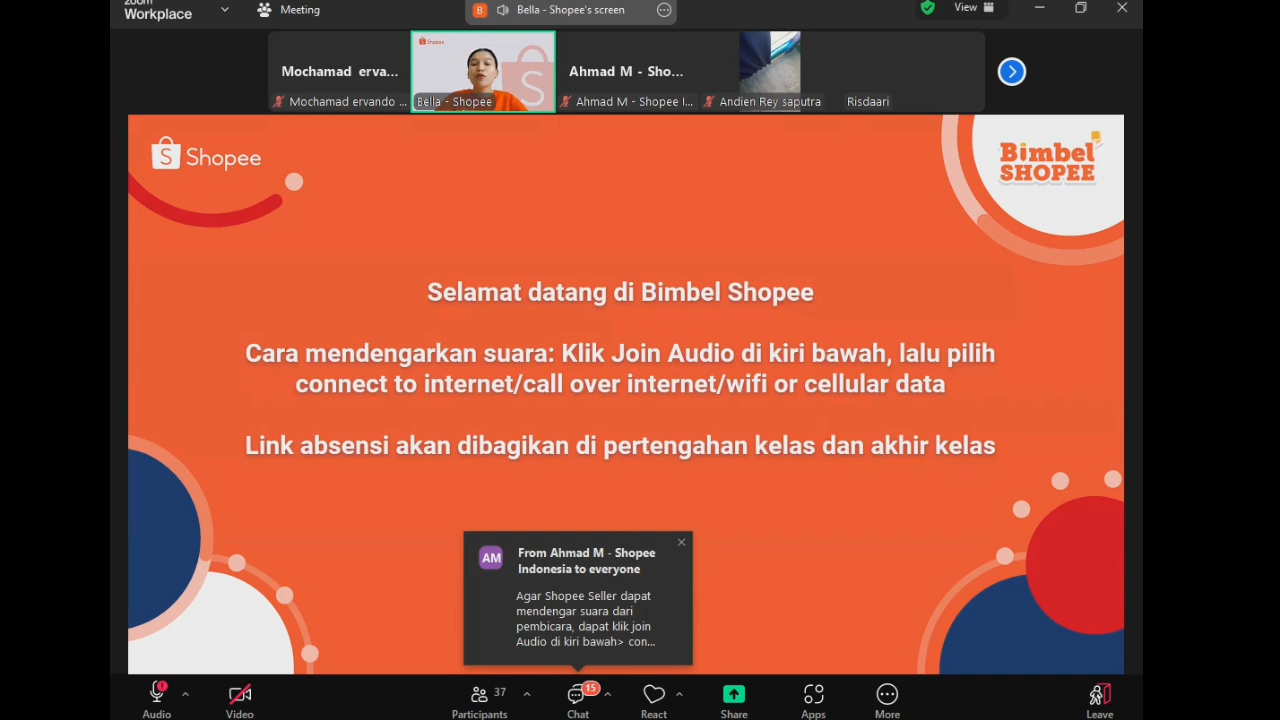 zoom
Workplace
Meeting
B
Bella - Shopee's screen
View
Mochamad erva...
Mochamad ervando ...
Shopee
S
Bella - Shopee
Ahmad M - Sho...
Ahmad M - Shopee I...
Andien Rey saputra
Risdaari
S Shopee
Bimbel
SHOPEE
Selamat datang di Bimbel Shopee
Cara mendengarkan suara: Klik Join Audio di kiri bawah, lalu pilih
connect to internet/call over internet/wifi or cellular data
Link absensi akan dibagikan di pertengahan kelas dan akhir kelas
AM
From Ahmad M - Shopee
Indonesia to everyone
Agar Shopee Seller dapat
mendengar suara dari
pembicara, dapat klik join
Audio di kiri bawah> con...
Audio
Video
37
Participants
15
Chat
React
Share
Apps
More
Leave